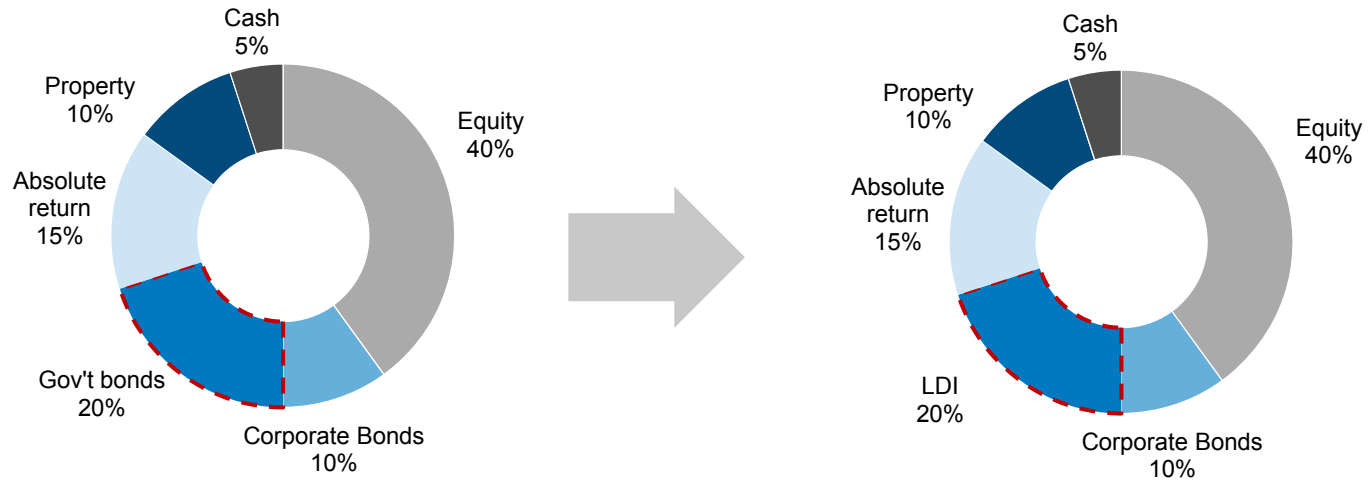 Cash
5%
Property
10%
Equity
40%
Absolute
return
15%
Gov't bonds
20%
Corporate Bonds
10%
Cash
5%
Property
10%
Equity
40%
Absolute
return
15%
LDI
20%
Corporate Bonds
10%